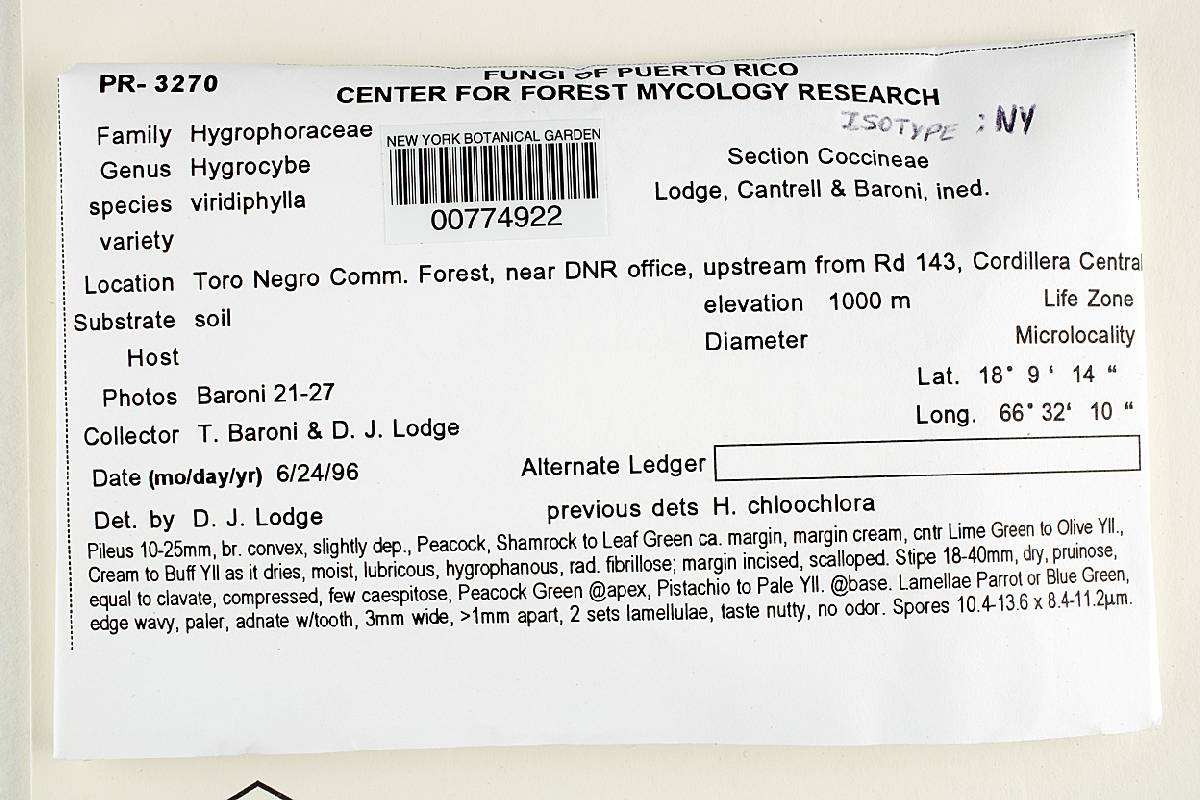 PR- 3270
FUNGI OF PUERTO RICO
CENTER FOR FOREST MYCOLOGY RESEARCH
ISOTYPE : NY
Family Hygrophoraceae
NEW YORK BOTANICAL GARDEN
00774922
Genus Hygrocybe
Section Coccineae
species viridiphylla
Lodge, Cantrell & Baroni, ined.
variety
Location Toro Negro Comm. Forest, near DNR office, upstream from Rd 143, Cordillera Central
Substrate soil
elevation 1000 m
Life Zone
Host
Diameter
Microlocality
Photos Baroni 21-27
Lat. 18° 9 ' 14 "
Collector T. Baroni & D. J. Lodge
Long. 66° 32' 10 "
Date (mo/day/yr) 6/24/96
Alternate Ledger
Det. by D. J. Lodge
previous dets H. chloochlora
Pileus 10-25mm, br. convex, slightly dep., Peacock, Shamrock to Leaf Green ca. margin, margin cream, cntr Lime Green to Olive Yll.,
Cream to Buff Yll as it dries, moist, lubricous, hygrophanous, rad. fibrillose; margin incised, scalloped. Stipe 18-40mm, dry, pruinose,
equal to clavate, compressed, few caespitose, Peacock Green @apex, Pistachio to Pale Yll. @base. Lamellae Parrot or Blue Green,
edge wavy, paler, adnate w/tooth, 3mm wide, >1mm apart, 2 sets lamellulae, taste nutty, no odor. Spores 10.4-13.6 x 8.4-11.2µm.